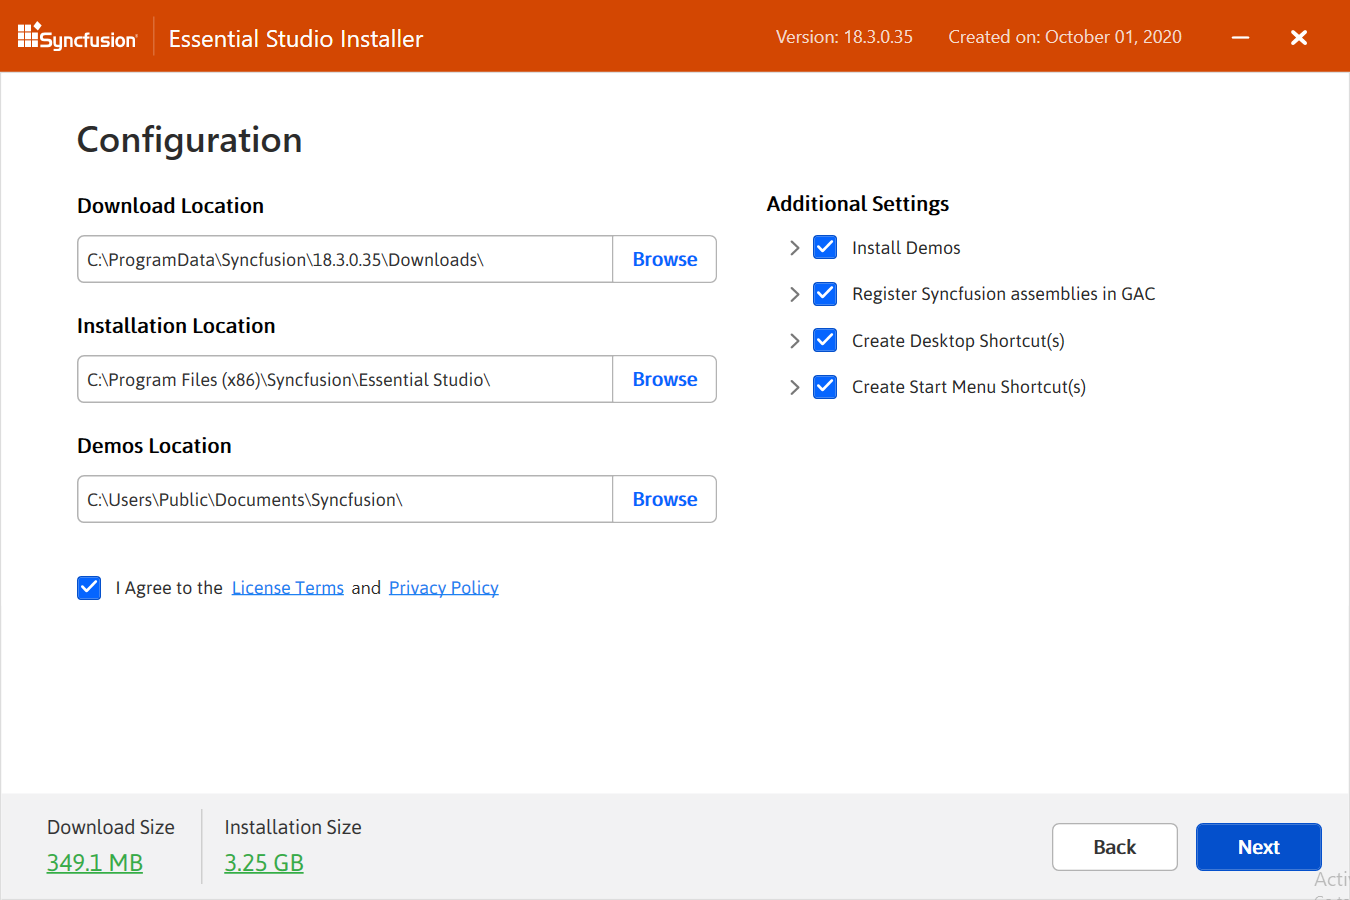 Syncfusion
Essential Studio Installer
Version: 18.3.0.35
Created on: October 01, 2020
Configuration
Download Location
C:\ProgramData\Syncfusion\18.3.0.35\Downloads\
Browse
Installation Location
C:\Program Files (x86)\Syncfusion\Essential Studio\
Browse
Demos Location
C:\Users\Public\Documents\Syncfusion\
Browse
I Agree to the License Terms and Privacy Policy
Additional Settings
Install Demos
Register Syncfusion assemblies in GAC
Create Desktop Shortcut(s)
Create Start Menu Shortcut(s)
Download Size
349.1 MB
Installation Size
3.25 GB
Back
Next
Acti